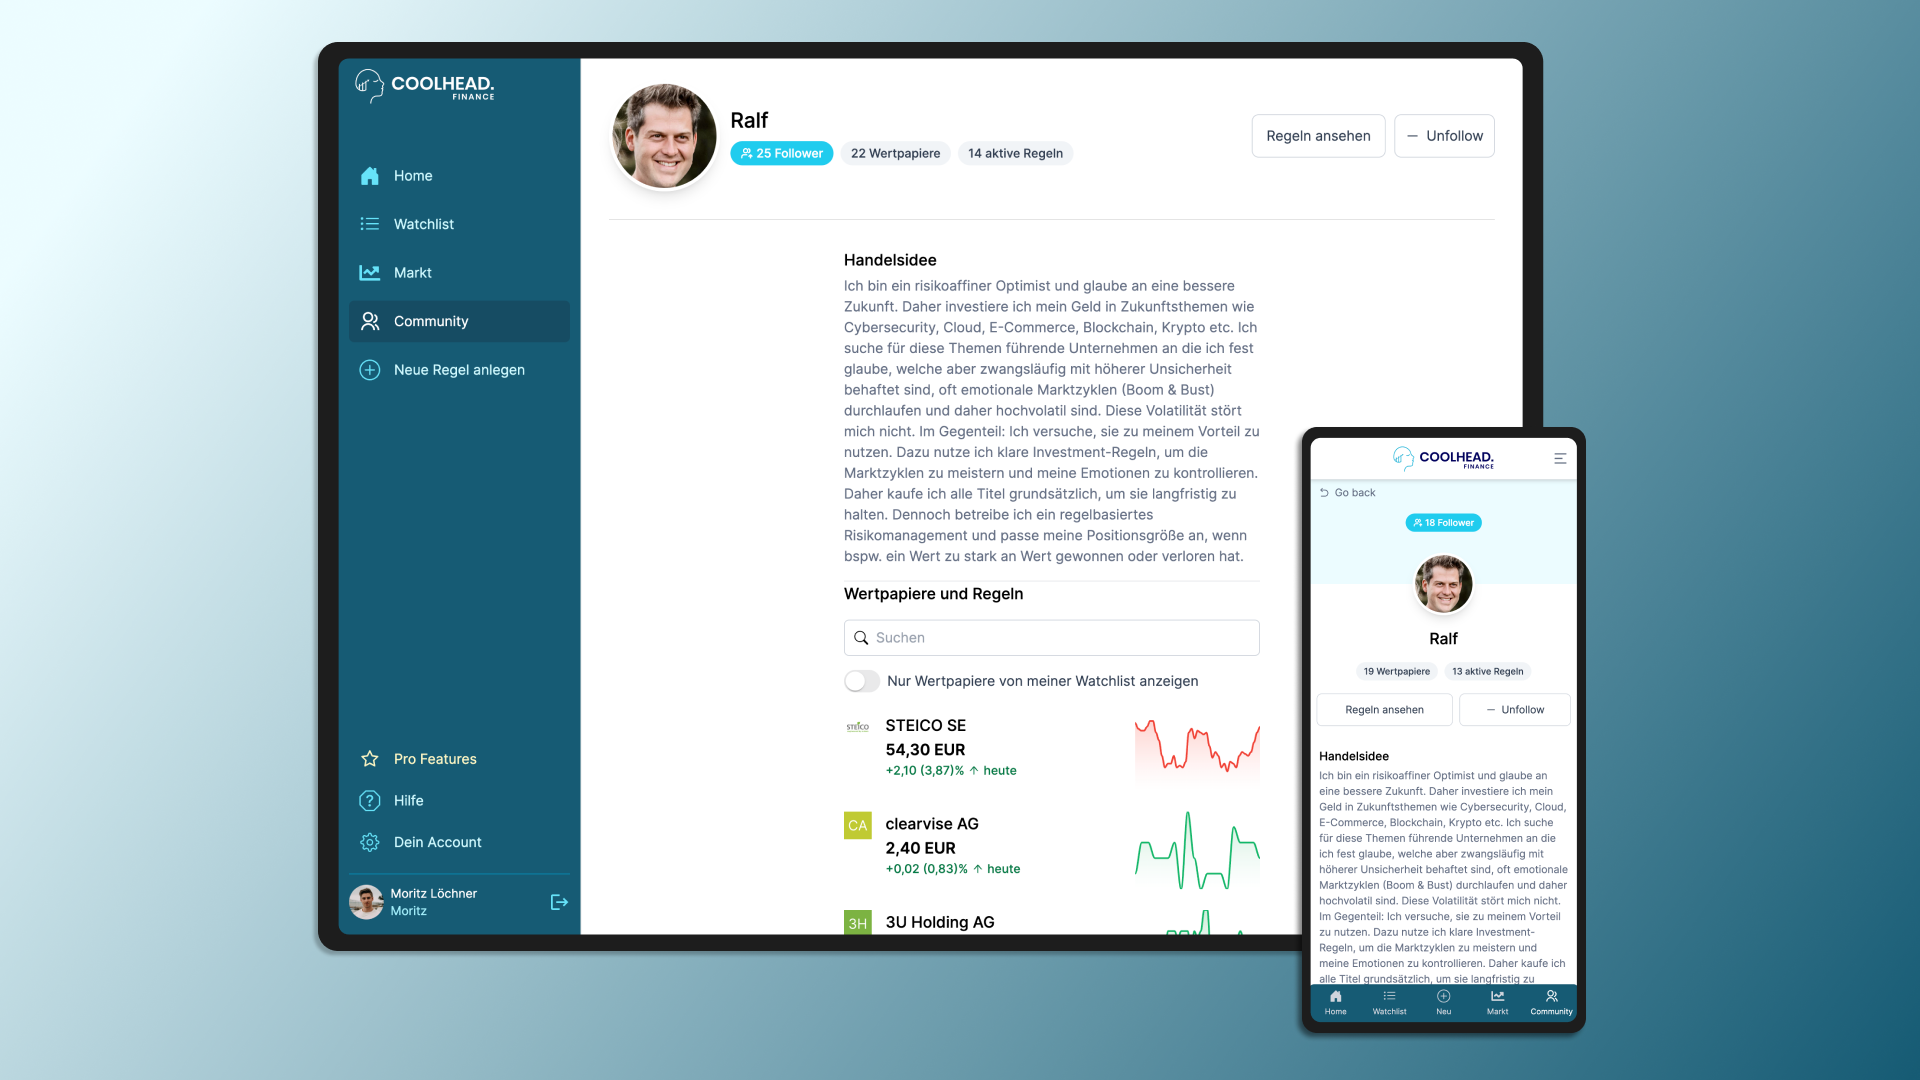 COOLHEAD.
FINANCE
Home
Watchlist
Markt
Community
Neue Regel anlegen
Pro Features
Hilfe
Dein Account
Moritz Löchner
Moritz
Ralf
25 Follower
22 Wertpapiere
14 aktive Regeln
Regeln ansehen
Unfollow
Handelsidee
Ich bin ein risikoaffiner Optimist und glaube an eine bessere
Zukunft. Daher investiere ich mein Geld in Zukunftsthemen wie
Cybersecurity, Cloud, E-Commerce, Blockchain, Krypto etc. Ich
suche für diese Themen führende Unternehmen an die ich fest
glaube, welche aber zwangsläufig mit höherer Unsicherheit
behaftet sind, oft emotionale Marktzyklen (Boom & Bust)
durchlaufen und daher hochvolatil sind. Diese Volatilität stört
mich nicht. Im Gegenteil: Ich versuche, sie zu meinem Vorteil zu
nutzen. Dazu nutze ich klare Investment-Regeln, um die
Marktzyklen zu meistern und meine Emotionen zu kontrollieren.
Daher kaufe ich alle Titel grundsätzlich, um sie langfristig zu
halten. Dennoch betreibe ich ein regelbasiertes
Risikomanagement und passe meine Positionsgröße an, wenn
bspw. ein Wert zu stark an Wert gewonnen oder verloren hat.
Wertpapiere und Regeln
Suchen
Nur Wertpapiere von meiner Watchlist anzeigen
STEICO
STEICO SE
54,30 EUR
+2,10 (3,87)% ↑ heute
CA
clearvise AG
2,40 EUR
+0,02 (0,83)% ↑ heute
3H
3U Holding AG
COOLHEAD.
FINANCE
Go back
18 Follower
Ralf
19 Wertpapiere
13 aktive Regeln
Regeln ansehen
Unfollow
Handelsidee
Ich bin ein risikoaffiner Optimist und glaube an
eine bessere Zukunft. Daher investiere ich mein
Geld in Zukunftsthemen wie Cybersecurity, Cloud,
E-Commerce, Blockchain, Krypto etc. Ich suche
für diese Themen führende Unternehmen an die
ich fest glaube, welche aber zwangsläufig mit
höherer Unsicherheit behaftet sind, oft emotionale
Marktzyklen (Boom & Bust) durchlaufen und daher
hochvolatil sind. Diese Volatilität stört mich nicht.
Im Gegenteil: Ich versuche, sie zu meinem Vorteil
zu nutzen. Dazu nutze ich klare Investment-
Regeln, um die Marktzyklen zu meistern und
meine Emotionen zu kontrollieren. Daher kaufe ich
alle Titel grundsätzlich, um sie langfristig zu
Home
Watchlist
Neu
Markt
Community